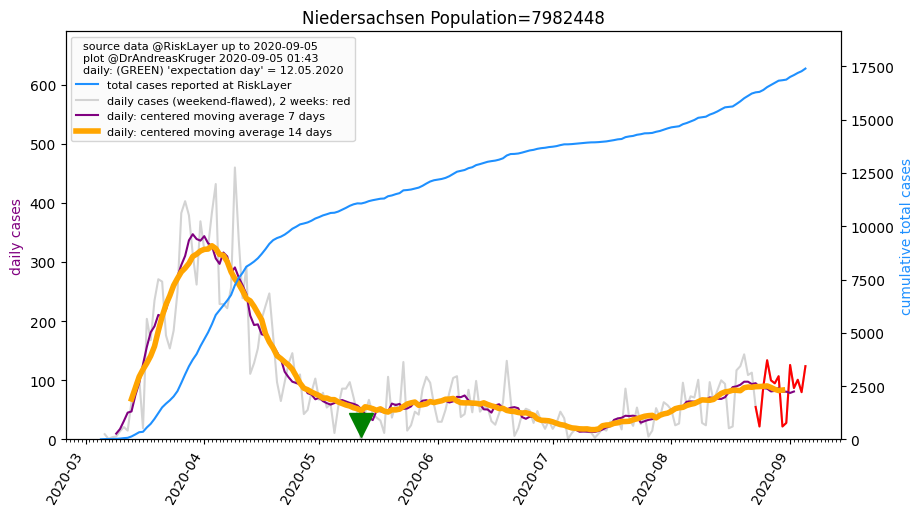 Niedersachsen Population=7982448
source data @RiskLayer up to 2020-09-05
plot @DrAndreasKruger 2020-09-05 01:43
daily: (GREEN) 'expectation day' = 12.05.2020
total cases reported at RiskLayer
daily cases (weekend-flawed), 2 weeks: red
daily: centered moving average 7 days
daily: centered moving average 14 days
daily cases
600
500
400
300
200
100
0
cumulative total cases
17500
15000
12500
10000
7500
5000
2500
0
2020-03
2020-04
2020-05
2020-06
2020-07
2020-08
2020-09